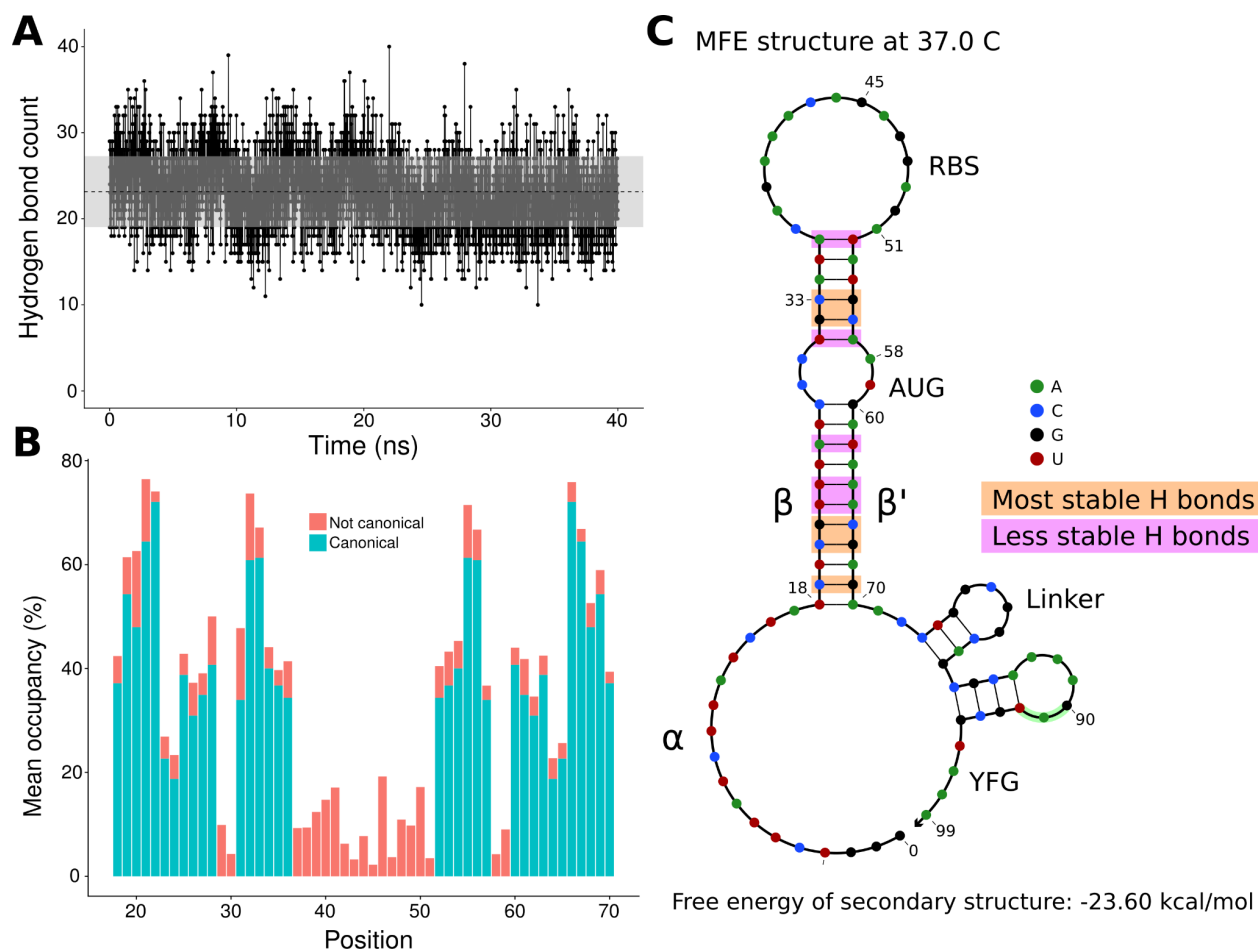 A
Hydrogen bond count
40
30
20
10
0
0
10
20
30
40
Time (ns)
B
Mean occupancy (%)
80
60
40
20
0
Not canonical
Canonical
20
30
40
50
60
70
Position
C
MFE structure at 37.0 C
45
RBS
51
33
58
AUG
60
A
C
G
U
β
β'
Most stable H bonds
Less stable H bonds
18
70
Linker
α
90
YFG
99
0
Free energy of secondary structure: -23.60 kcal/mol